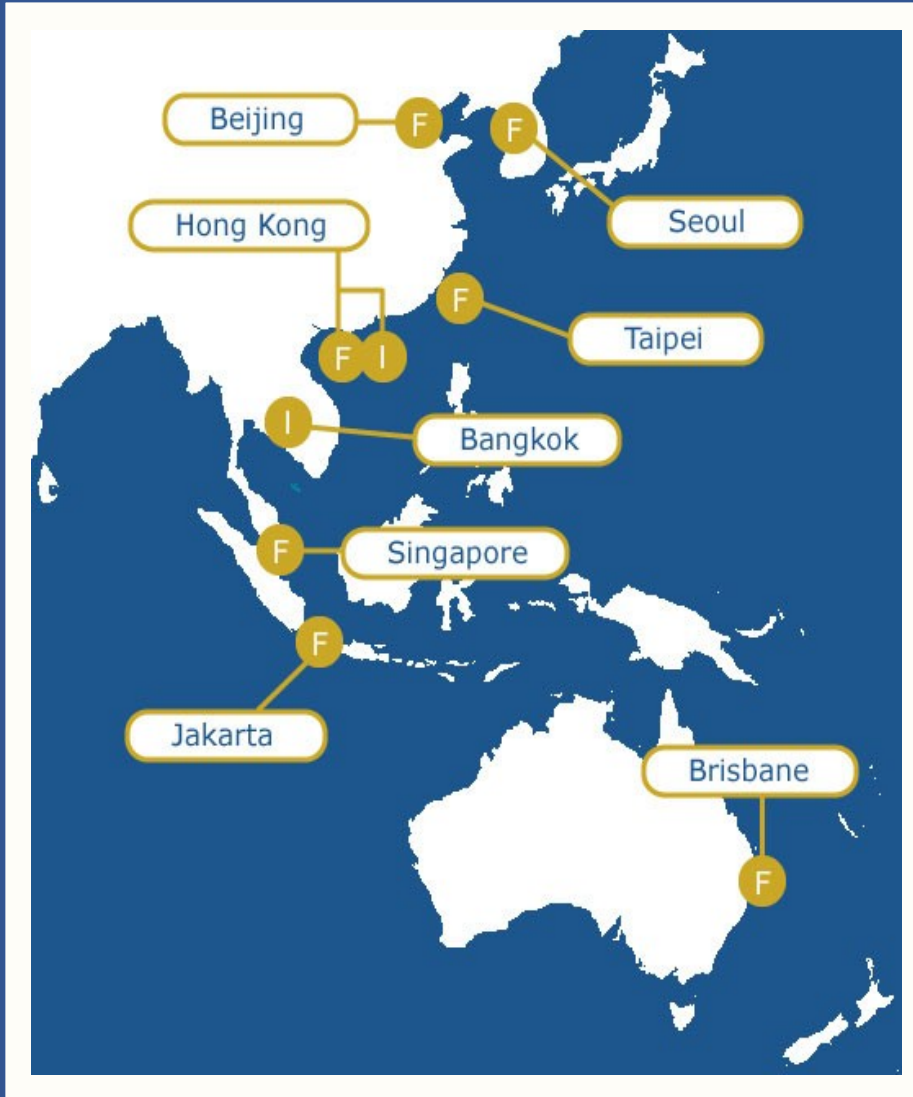 Beijing
F
F
Seoul
Hong Kong
F
Taipei
F
I
I
Bangkok
F
Singapore
F
Jakarta
Brisbane
F